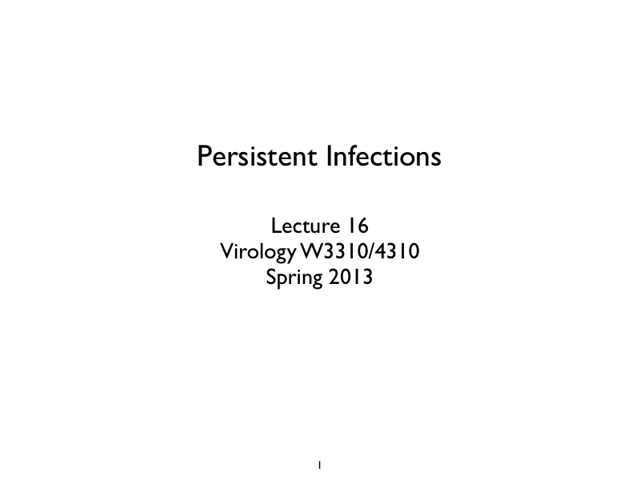 Persistent Infections
Lecture 16
Virology W3310/4310
Spring 2013
1